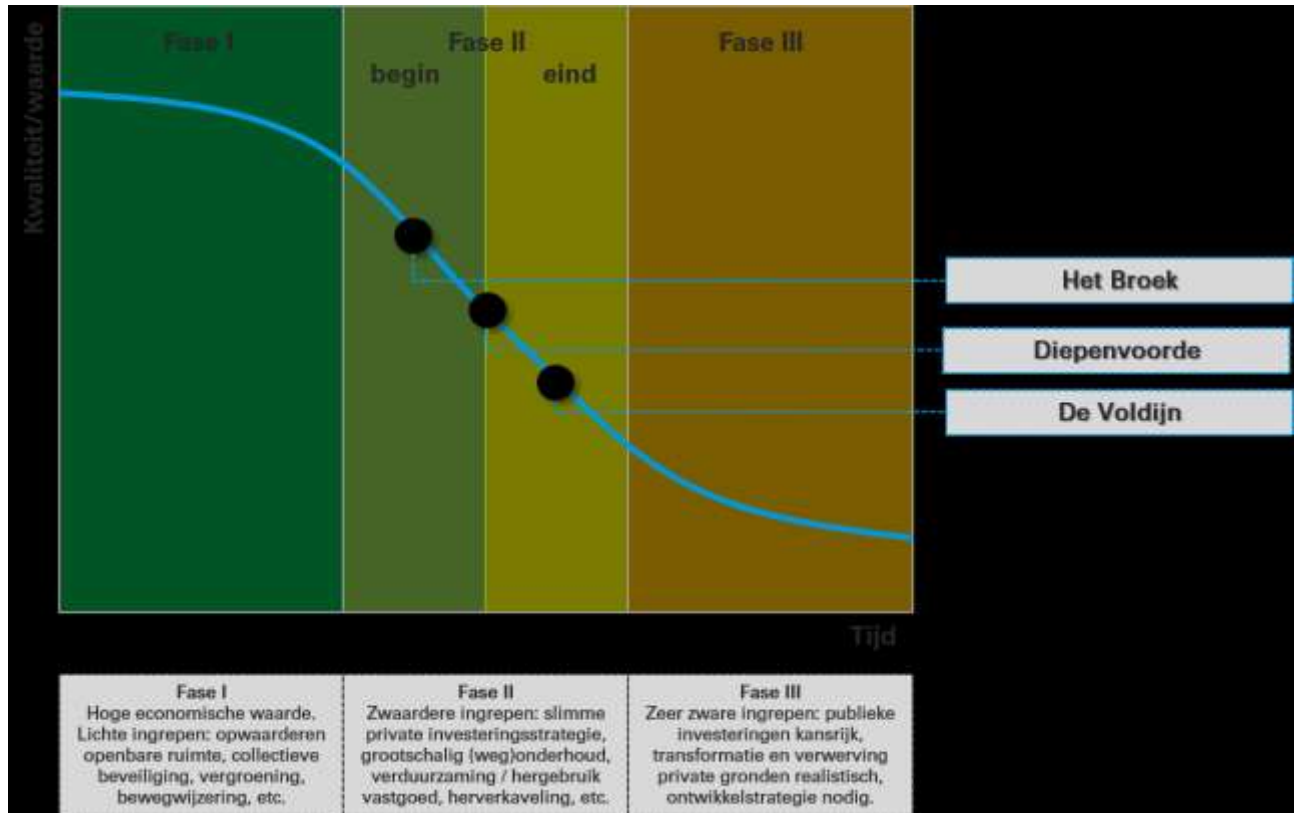 Kwaliteit/waarde
Fase I
Fase II
begin
eind
Fase III
Het Broek
Diepenvoorde
De Voldijn
Tijd
Fase I
Hoge economische waarde.
Lichte ingrepen: opwaarderen
openbare ruimte, collectieve
beveiliging, vergroening,
bewegwijzering, etc.
Fase II
Zwaardere ingrepen: slimme
private investeringsstrategie,
grootschalig (weg)onderhoud,
verduurzaming / hergebruik
vastgoed, herverkaveling, etc.
Fase III
Zeer zware ingrepen: publieke
investeringen kansrijk,
transformatie en verwerving
private gronden realistisch,
ontwikkelstrategie nodig.